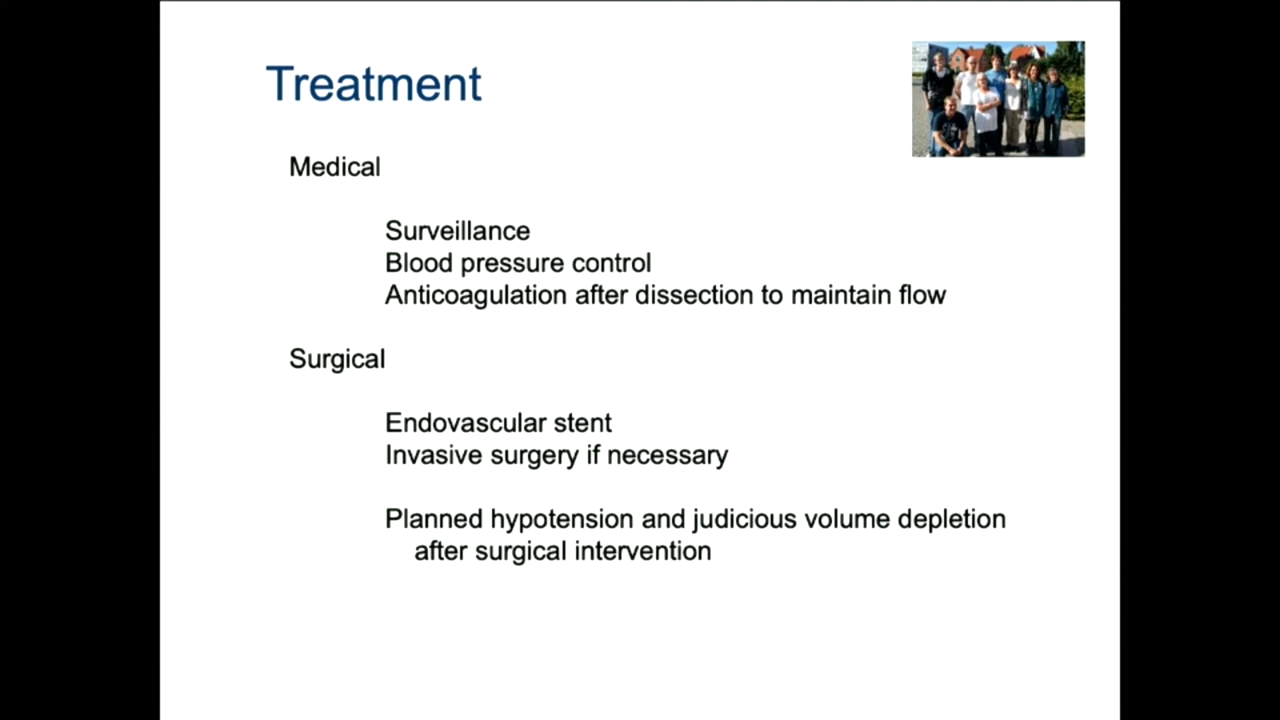 Treatment
Medical
Surveillance
Blood pressure control
Anticoagulation after dissection to maintain flow
Surgical
Endovascular stent
Invasive surgery if necessary
Planned hypotension and judicious volume depletion
after surgical intervention